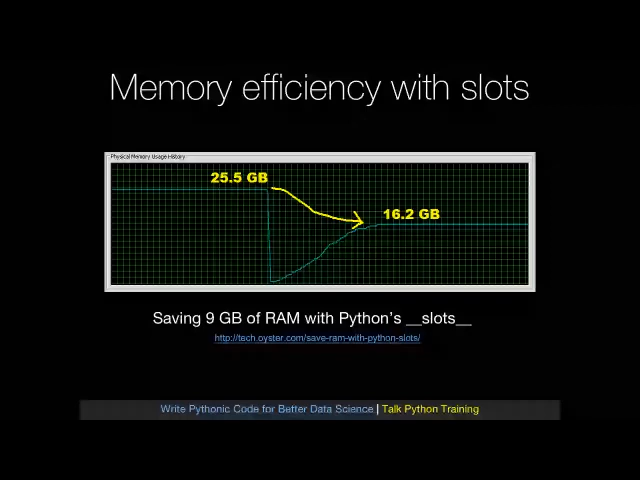 Memory efficiency with slots
Physical Memory Usage History
25.5 GB
16.2 GB
Saving 9 GB of RAM with Python's __slots__
http://tech.oyster.com/save-ram-with-python-slots/
Write Pythonic Code for Better Data Science | Talk Python Training